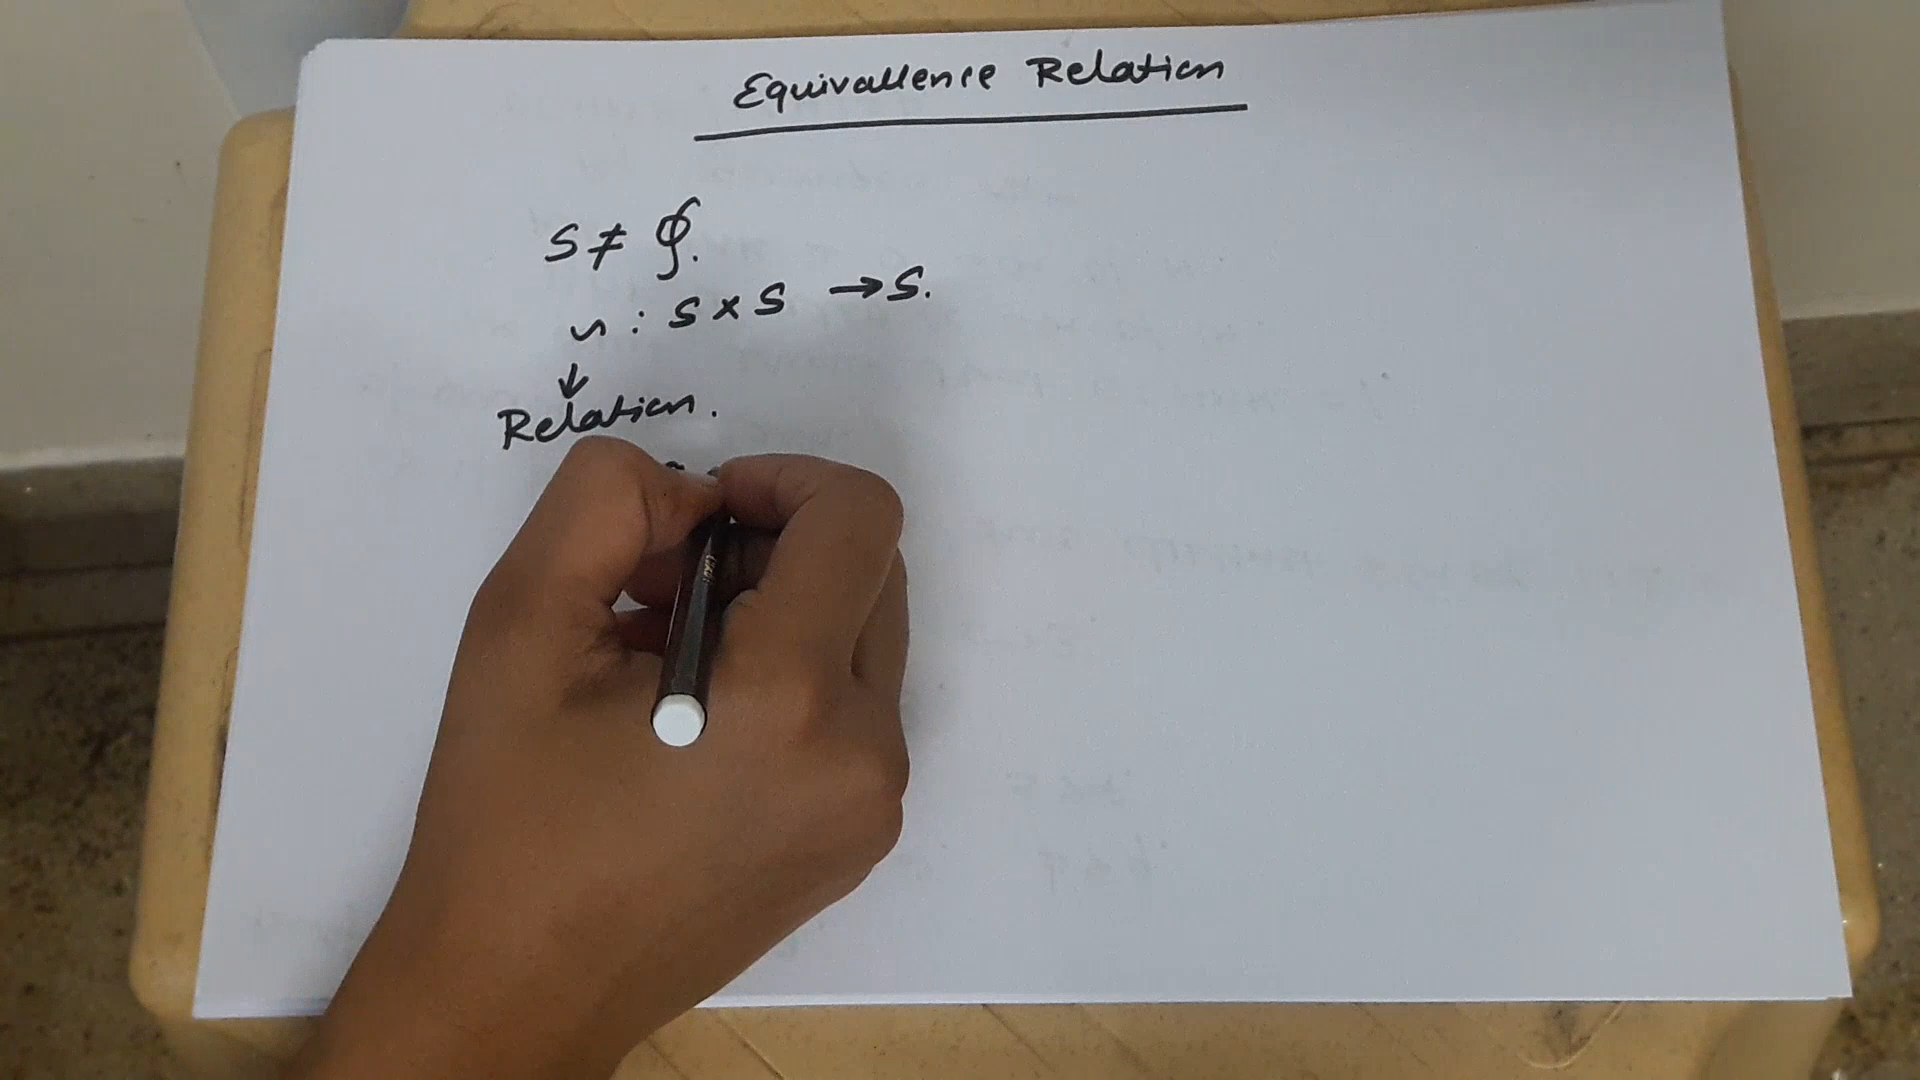 Equivallence Relation
S ≠ ϕ.
~ : S × S → S.
↓
Relation.